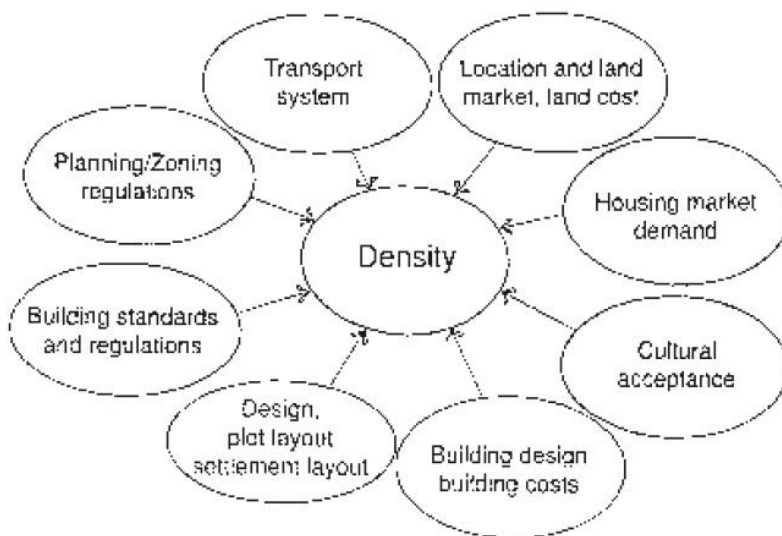 Transport
system
Location and land
market, land cost
Planning/Zoning
regulations
Housing market
demand
Density
Building standards
and regulations
Cultural
acceptance
Design,
plot layout
settlement layout
Building design
building costs